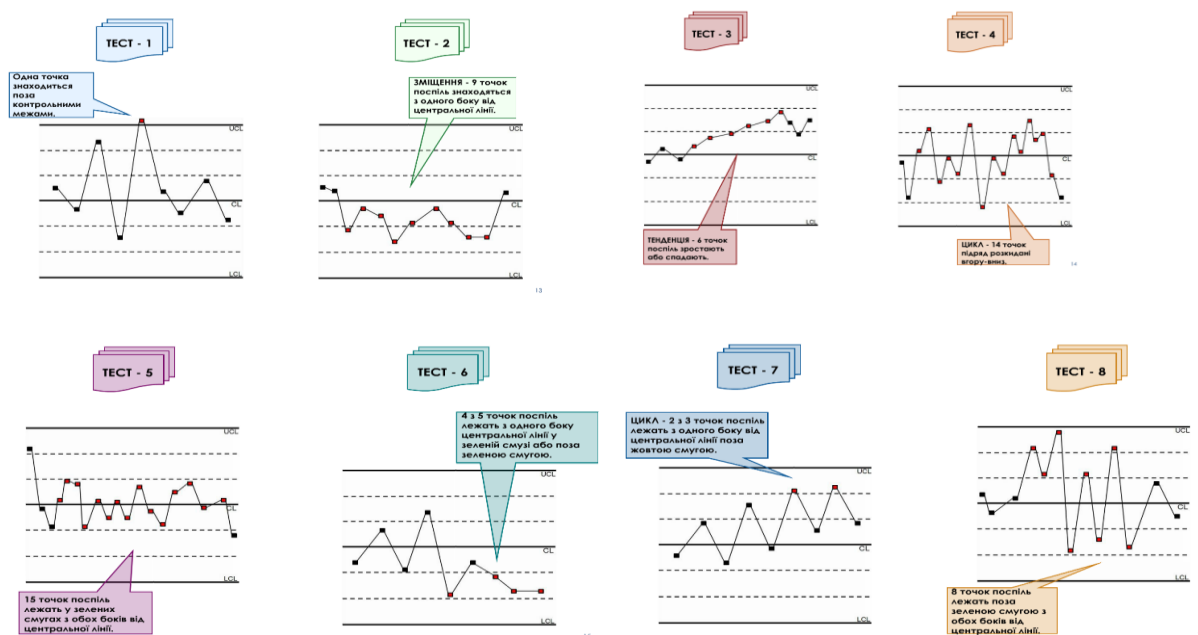 ТЕСТ - 1
Одна точка
знаходиться
поза
контрольними
межами.
UCL
CL
LCL
ТЕСТ - 2
ЗМІЩЕННЯ - 9 точок
поспіль знаходяться
з одного боку від
центральної лінії.
UCL
CL
LCL
13
ТЕСТ - 3
UCL
CL
LCL
ТЕНДЕНЦІЯ - 6 точок
поспіль зростають
або спадають.
ТЕСТ - 4
UCL
CL
LCL
ЦИКЛ - 14 точок
підряд розкидані
вгору-вниз.
14
ТЕСТ - 5
UCL
CL
LCL
15 точок поспіль
лежать у зелених
смугах з обох боків від
центральної лінії.
ТЕСТ - 6
4 з 5 точок поспіль
лежать з одного боку
центральної лінії у
зеленій смузі або поза
зеленою смугою.
UCL
CL
LCL
ТЕСТ - 7
ЦИКЛ - 2 з 3 точок поспіль
лежать з одного боку від
центральної лінії поза
жовтою смугою.
UCL
CL
LCL
ТЕСТ - 8
UCL
CL
LCL
8 точок поспіль
лежать поза
зеленою смугою з
обох боків від
центральної лінії.